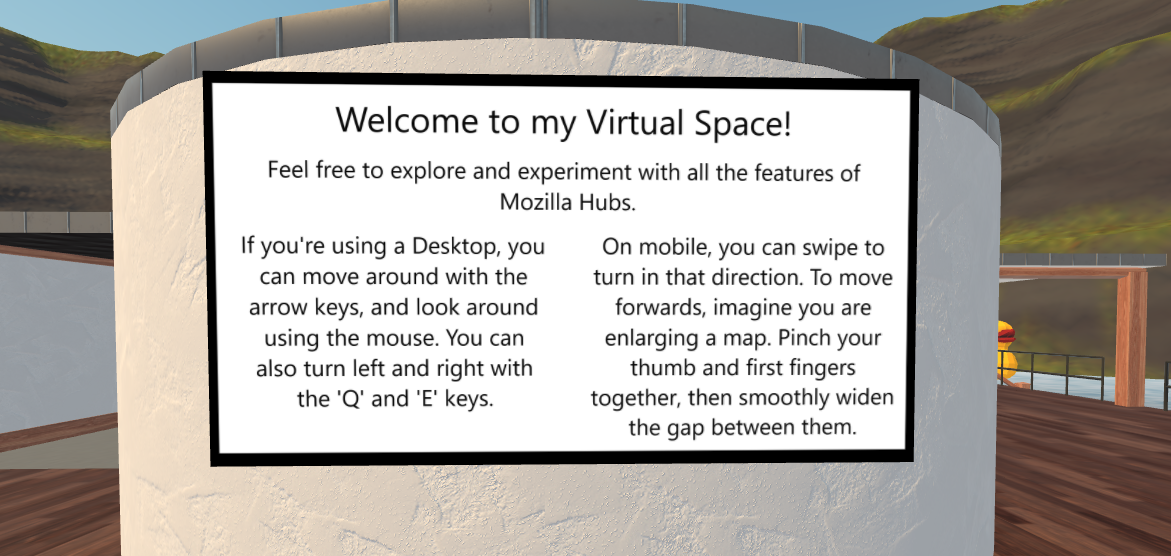 Welcome to my Virtual Space!
Feel free to explore and experiment with all the features of
Mozilla Hubs.
If you're using a Desktop, you
can move around with the
arrow keys, and look around
using the mouse. You can
also turn left and right with
the 'Q' and 'E' keys.
On mobile, you can swipe to
turn in that direction. To move
forwards, imagine you are
enlarging a map. Pinch your
thumb and first fingers
together, then smoothly widen
the gap between them.